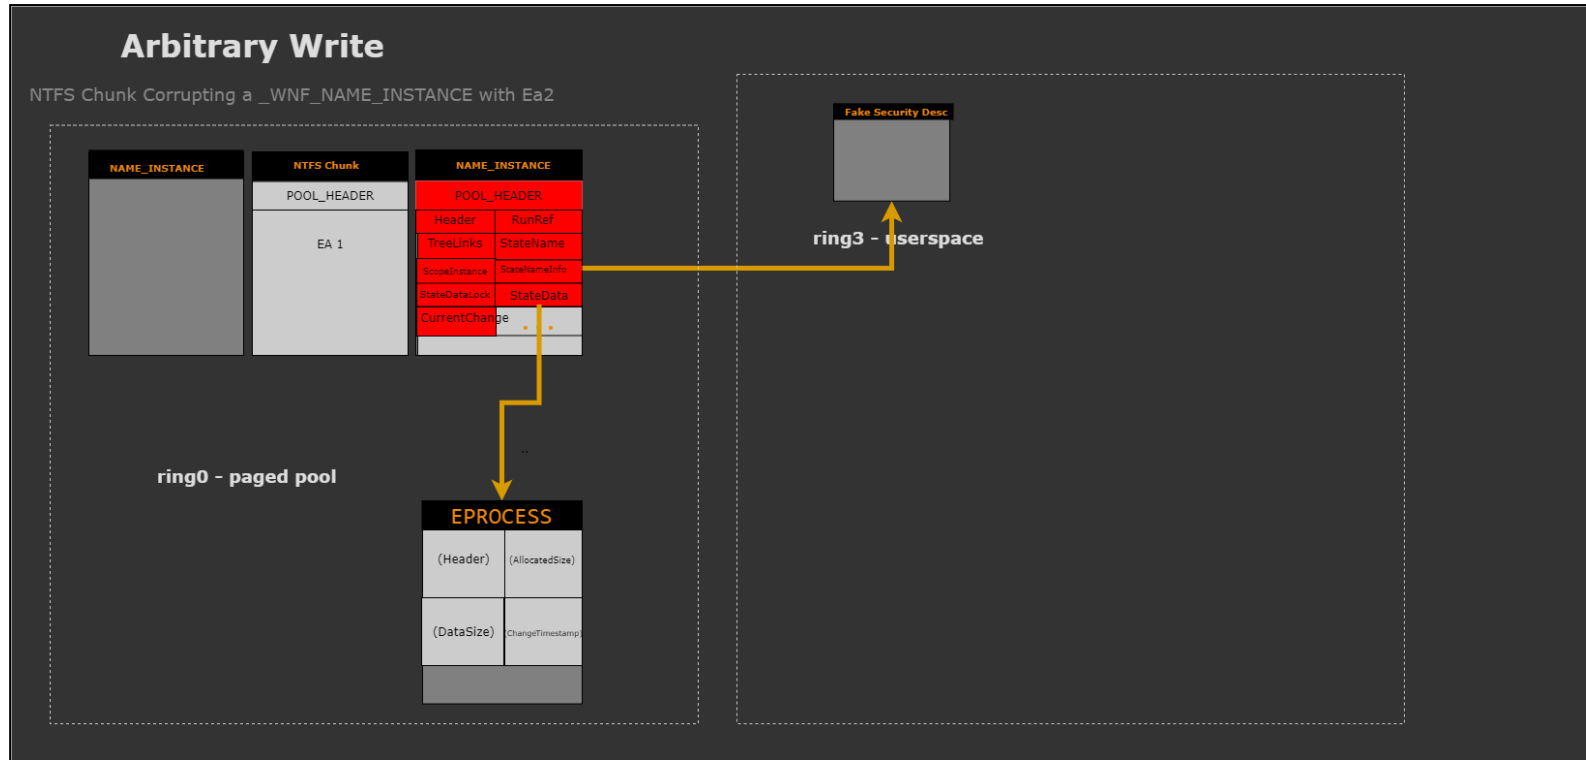 Arbitrary Write
NTFS Chunk Corrupting a _WNF_NAME_INSTANCE with Ea2
NAME_INSTANCE
NTFS Chunk
POOL_HEADER
EA 1
NAME_INSTANCE
POOL_HEADER
Header RunRef
TreeLinks StateName
ScopeInstance StateNameInfo
StateDataLock StateData
CurrentChange . . .
ring0 - paged pool
..
EPROCESS
(Header) (AllocatedSize)
(DataSize) (ChangeTimestamp)
Fake Security Desc
ring3 - userspace